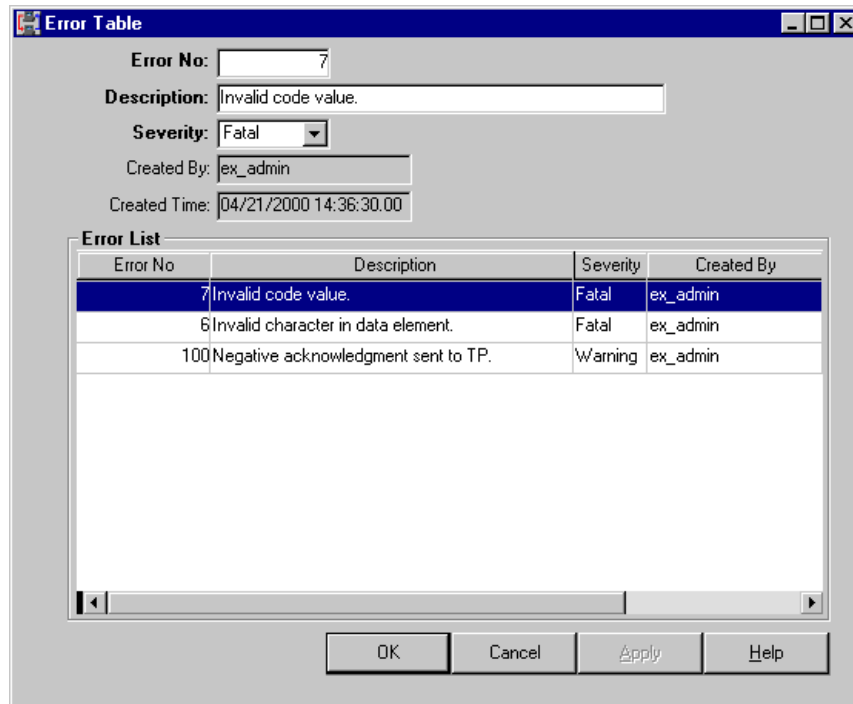 Error Table
Error No: 7
Description: Invalid code value.
Severity: Fatal
Created By: ex_admin
Created Time: 04/21/2000 14:36:30.00
Error List
Error No Description Severity Created By
7 Invalid code value. Fatal ex_admin
6 Invalid character in data element. Fatal ex_admin
100 Negative acknowledgment sent to TP. Warning ex_admin
OK Cancel Apply Help